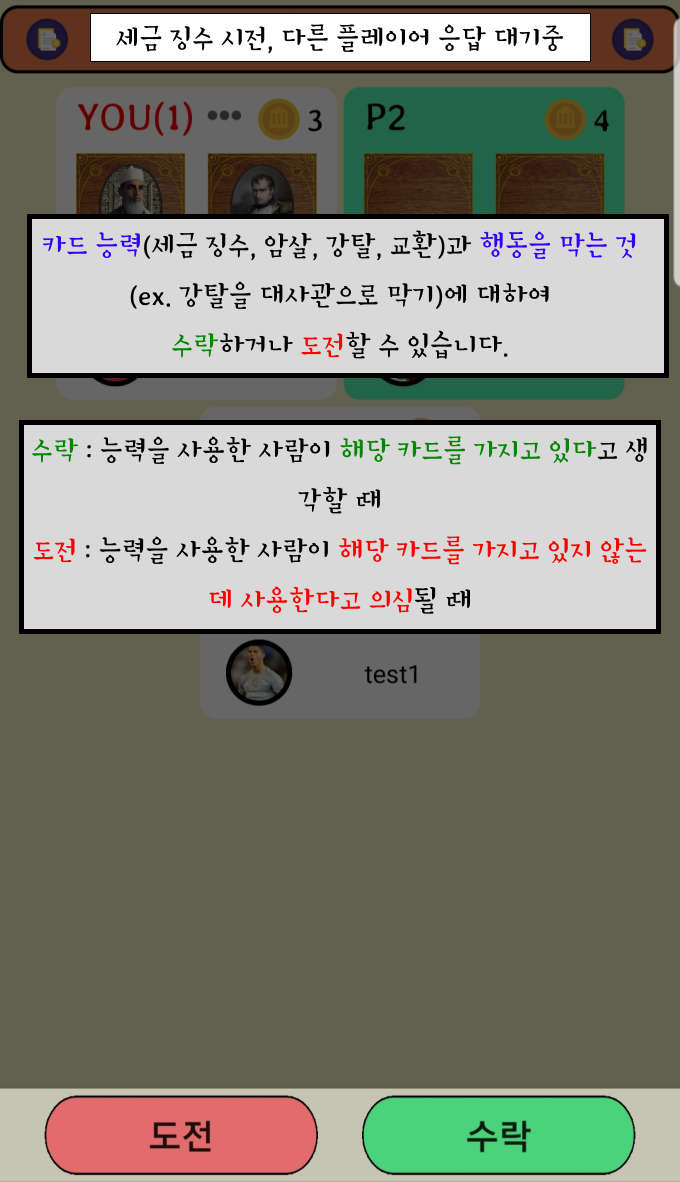 세금 징수 시전, 다른 플레이어 응답 대기중
YOU(1) ••• 3
P2 4
카드 능력(세금 징수, 암살, 강탈, 교환)과 행동을 막는 것
(ex. 강탈을 대사관으로 막기)에 대하여
수락하거나 도전할 수 있습니다.
수락 : 능력을 사용한 사람이 해당 카드를 가지고 있다고 생
각할 때
도전 : 능력을 사용한 사람이 해당 카드를 가지고 있지 않는
데 사용한다고 의심될 때
test1
도전
수락